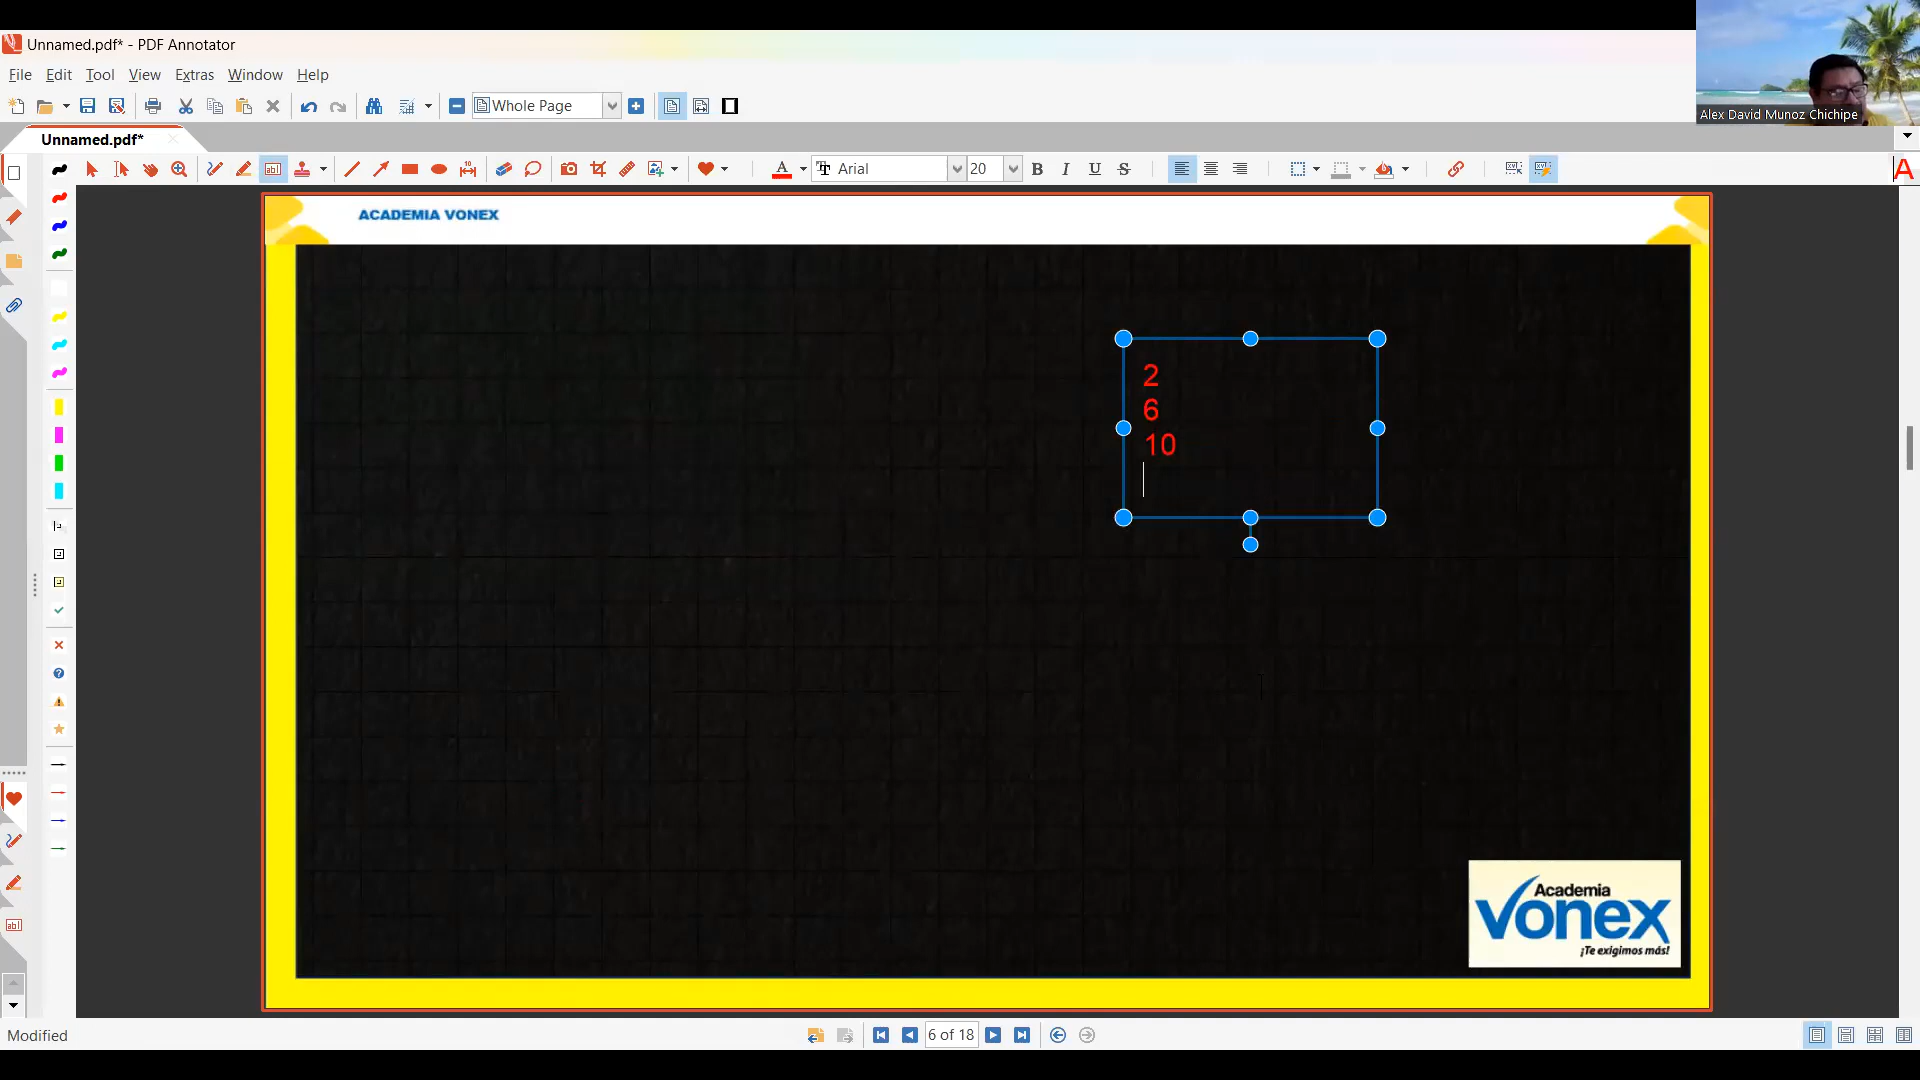 Unnamed.pdf* - PDF Annotator
File Edit Tool View Extras Window Help
Whole Page
Alex David Munoz Chichipe
Unnamed.pdf*
Arial 20 B I U S
A
ACADEMIA VONEX
2
6
10
Academia
Vonex
¡Te exigimos más!
Modified
6 of 18